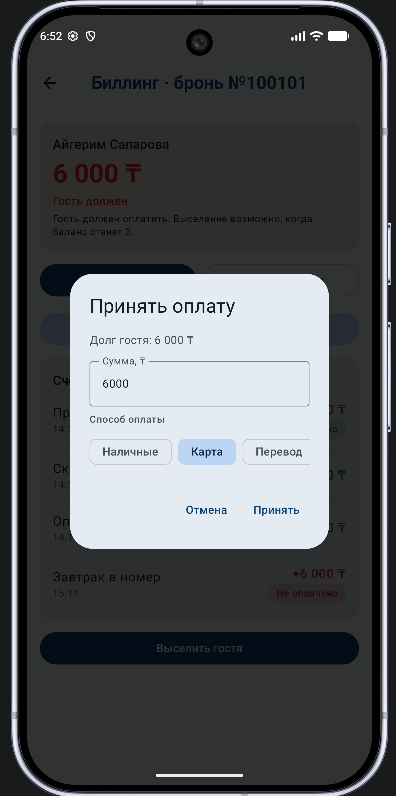 6:52
Биллинг · бронь №100101
Айгерим Сапарова
6 000 ₸
Гость должен
Гость должен оплатить. Выселение возможно, когда
баланс станет 0.
Принять оплату
Долг гостя: 6 000 ₸
Сумма, ₸
6000
Способ оплаты
Наличные Карта Перевод
Отмена Принять
Завтрак в номер
+6 000 ₸
15.11
Не оплачено
Выселить гостя